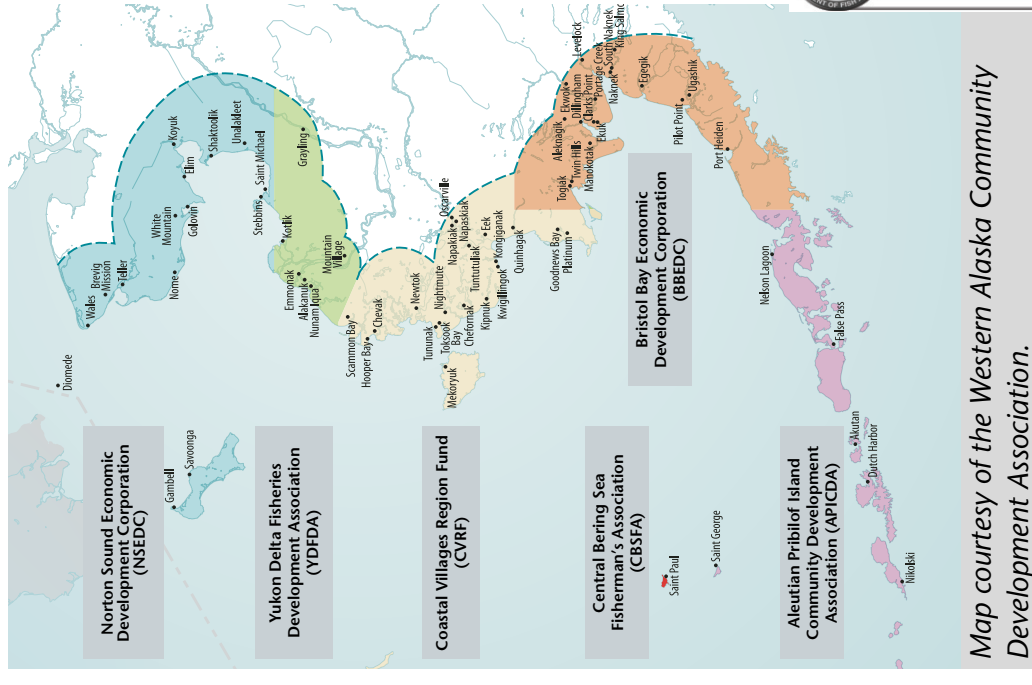 Norton Sound Economic
Development Corporation
(NSEDC)
Yukon Delta Fisheries
Development Association
(YDFDA)
Coastal Villages Region Fund
(CVRF)
Central Bering Sea
Fisherman's Association
(CBSFA)
Bristol Bay Economic
Development Corporation
(BBEDC)
Aleutian Pribilof Island
Community Development
Association (APICDA)
Diomede
Wales
Brevig
Mission
Teller
Nome
White
Mountain
Golovin
Elim
Koyuk
Shaktoolik
Unalakleet
Saint Michael
Stebbins
Gambell
Savoonga
Kotlik
Emmonak
Alakanuk
Nunam Iqua
Mountain
Village
Grayling
Scammon Bay
Hooper Bay
Chevak
Newtok
Tununak
Nightmute
Toksook
Bay
Mekoryuk
Chefornak
Kipnuk
Kwigillingok
Kongiganak
Tuntutuliak
Eek
Napakiak
Napaskiak
Oscarville
Quinhagak
Goodnews Bay
Platinum
Togiak
Twin Hills
Manokotak
Aleknagik
Ekwok
Dillingham
Clarks Point
Ekuk
Portage Creek
Levelock
Naknek
South Naknek
King Salmo
Egegik
Pilot Point
Ugashik
Port Heiden
Saint Paul
Saint George
Nelson Lagoon
False Pass
Akutan
Dutch Harbor
Nikolski
Map courtesy of the Western Alaska Community
Development Association.